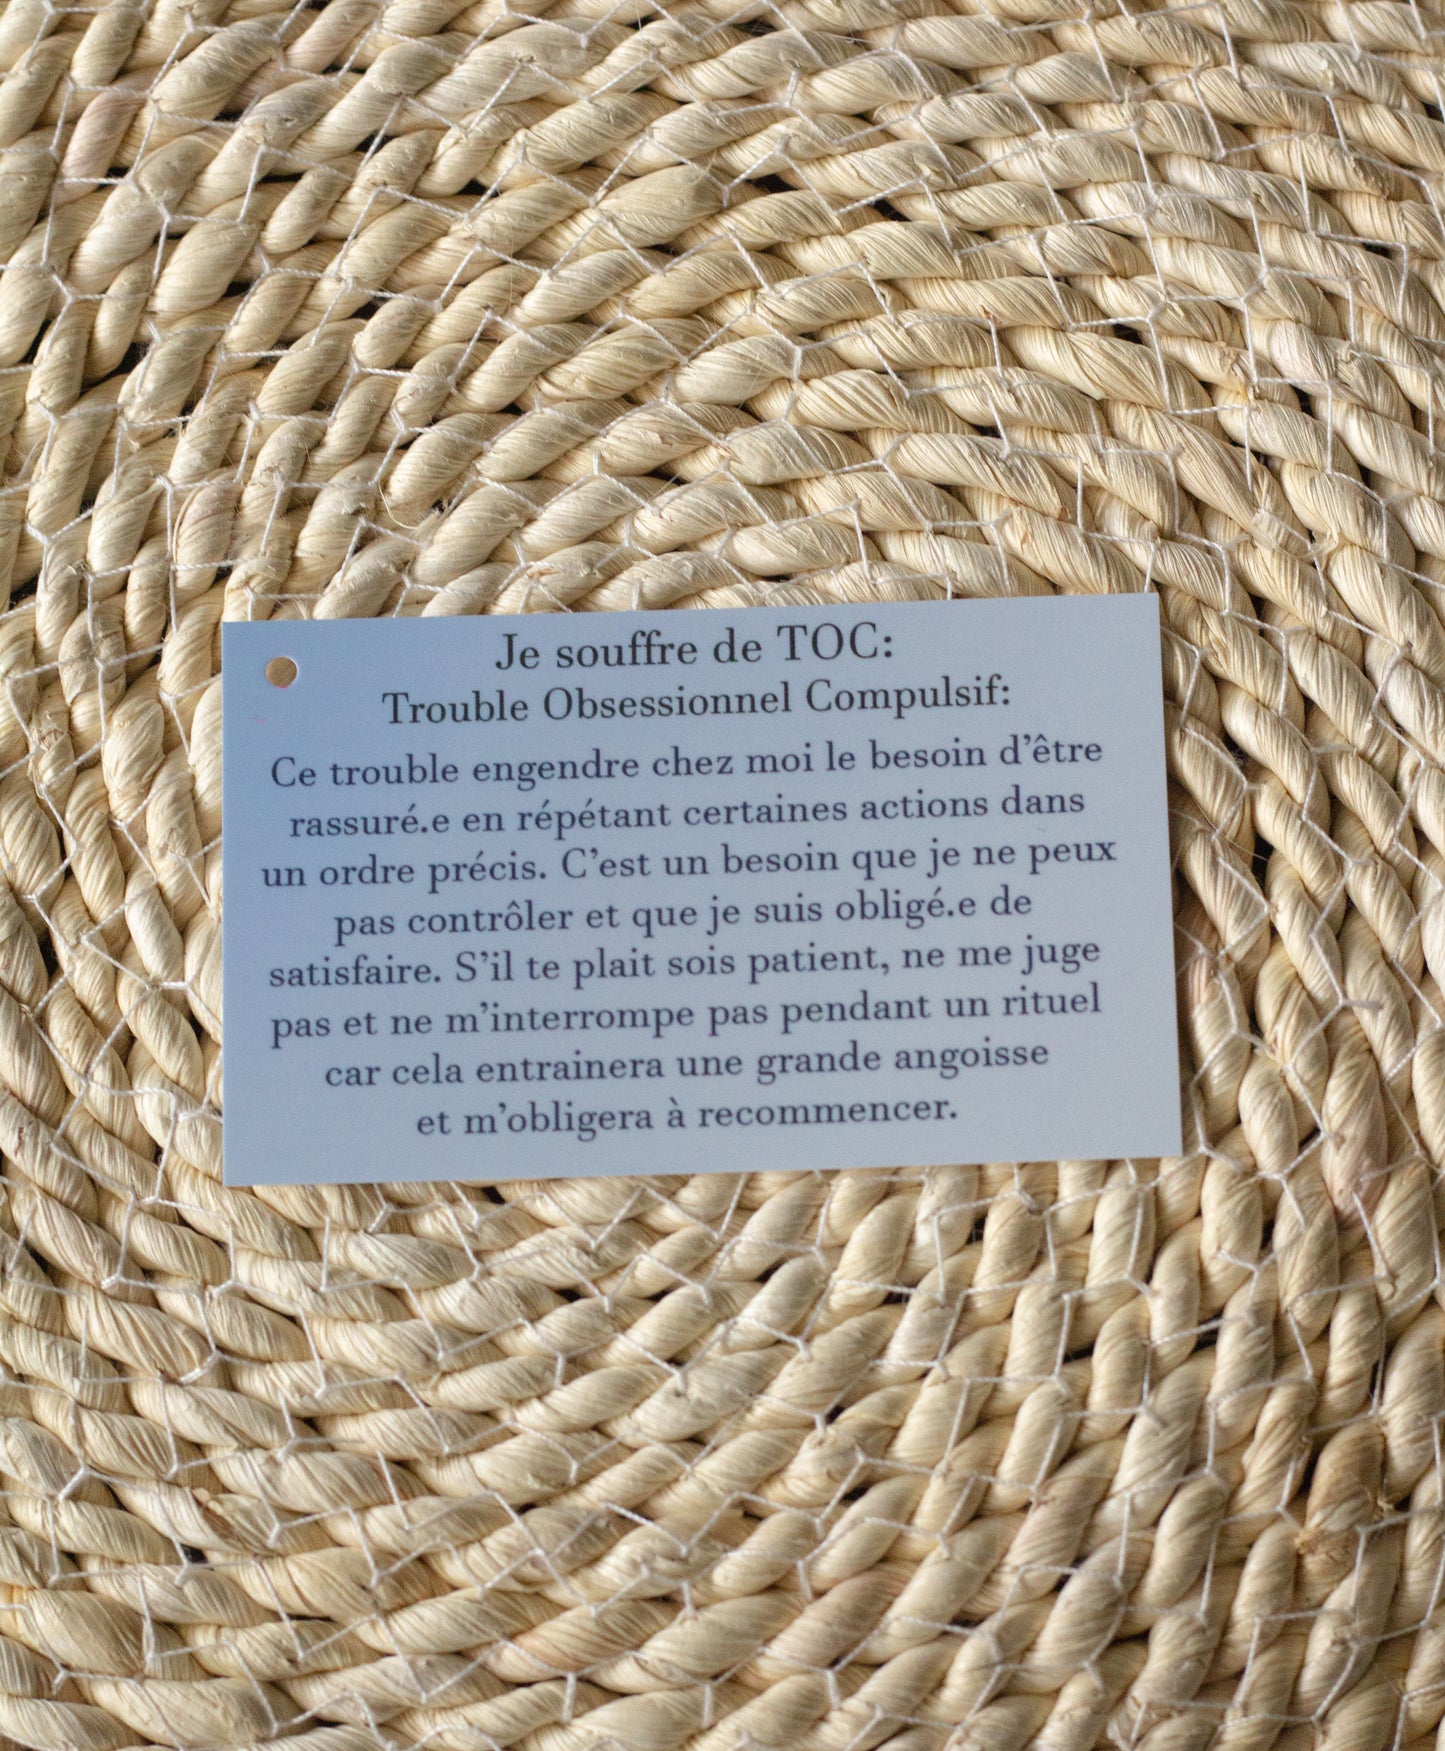 Je souffre de TOC:
Trouble Obsessionnel Compulsif:
Ce trouble engendre chez moi le besoin d’être
rassuré.e en répétant certaines actions dans
un ordre précis. C’est un besoin que je ne peux
pas contrôler et que je suis obligé.e de
satisfaire. S’il te plait sois patient, ne me juge
pas et ne m’interrompe pas pendant un rituel
car cela entrainera une grande angoisse
et m’obligera à recommencer.